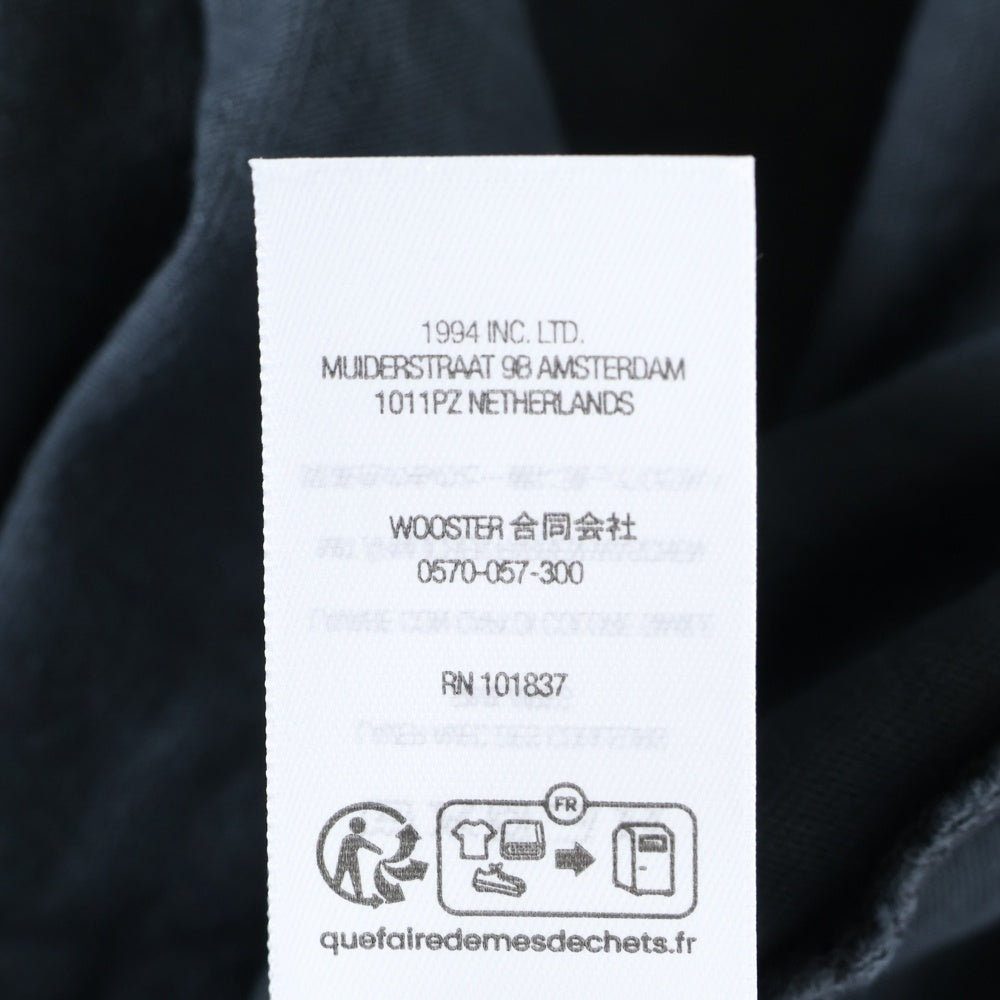 1994 INC. LTD.
MUIDERSTRAAT 9B AMSTERDAM
1011PZ NETHERLANDS
WOOSTER 合同会社
0570-057-300
RN 101837
FR
quefairedemesdechets.fr